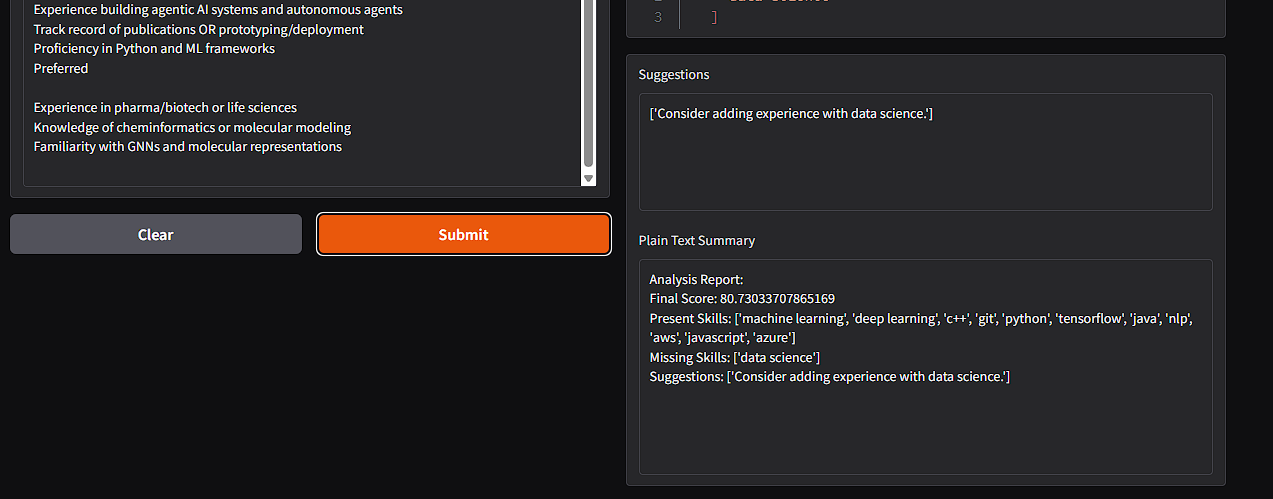 Experience building agentic AI systems and autonomous agents
Track record of publications OR prototyping/deployment
Proficiency in Python and ML frameworks
Preferred
Experience in pharma/biotech or life sciences
Knowledge of cheminformatics or molecular modeling
Familiarity with GNNs and molecular representations
Clear
Submit
3 ]
Suggestions
['Consider adding experience with data science.']
Plain Text Summary
Analysis Report:
Final Score: 80.73033707865169
Present Skills: ['machine learning', 'deep learning', 'c++', 'git', 'python', 'tensorflow', 'java', 'nlp',
'aws', 'javascript', 'azure']
Missing Skills: ['data science']
Suggestions: ['Consider adding experience with data science.']